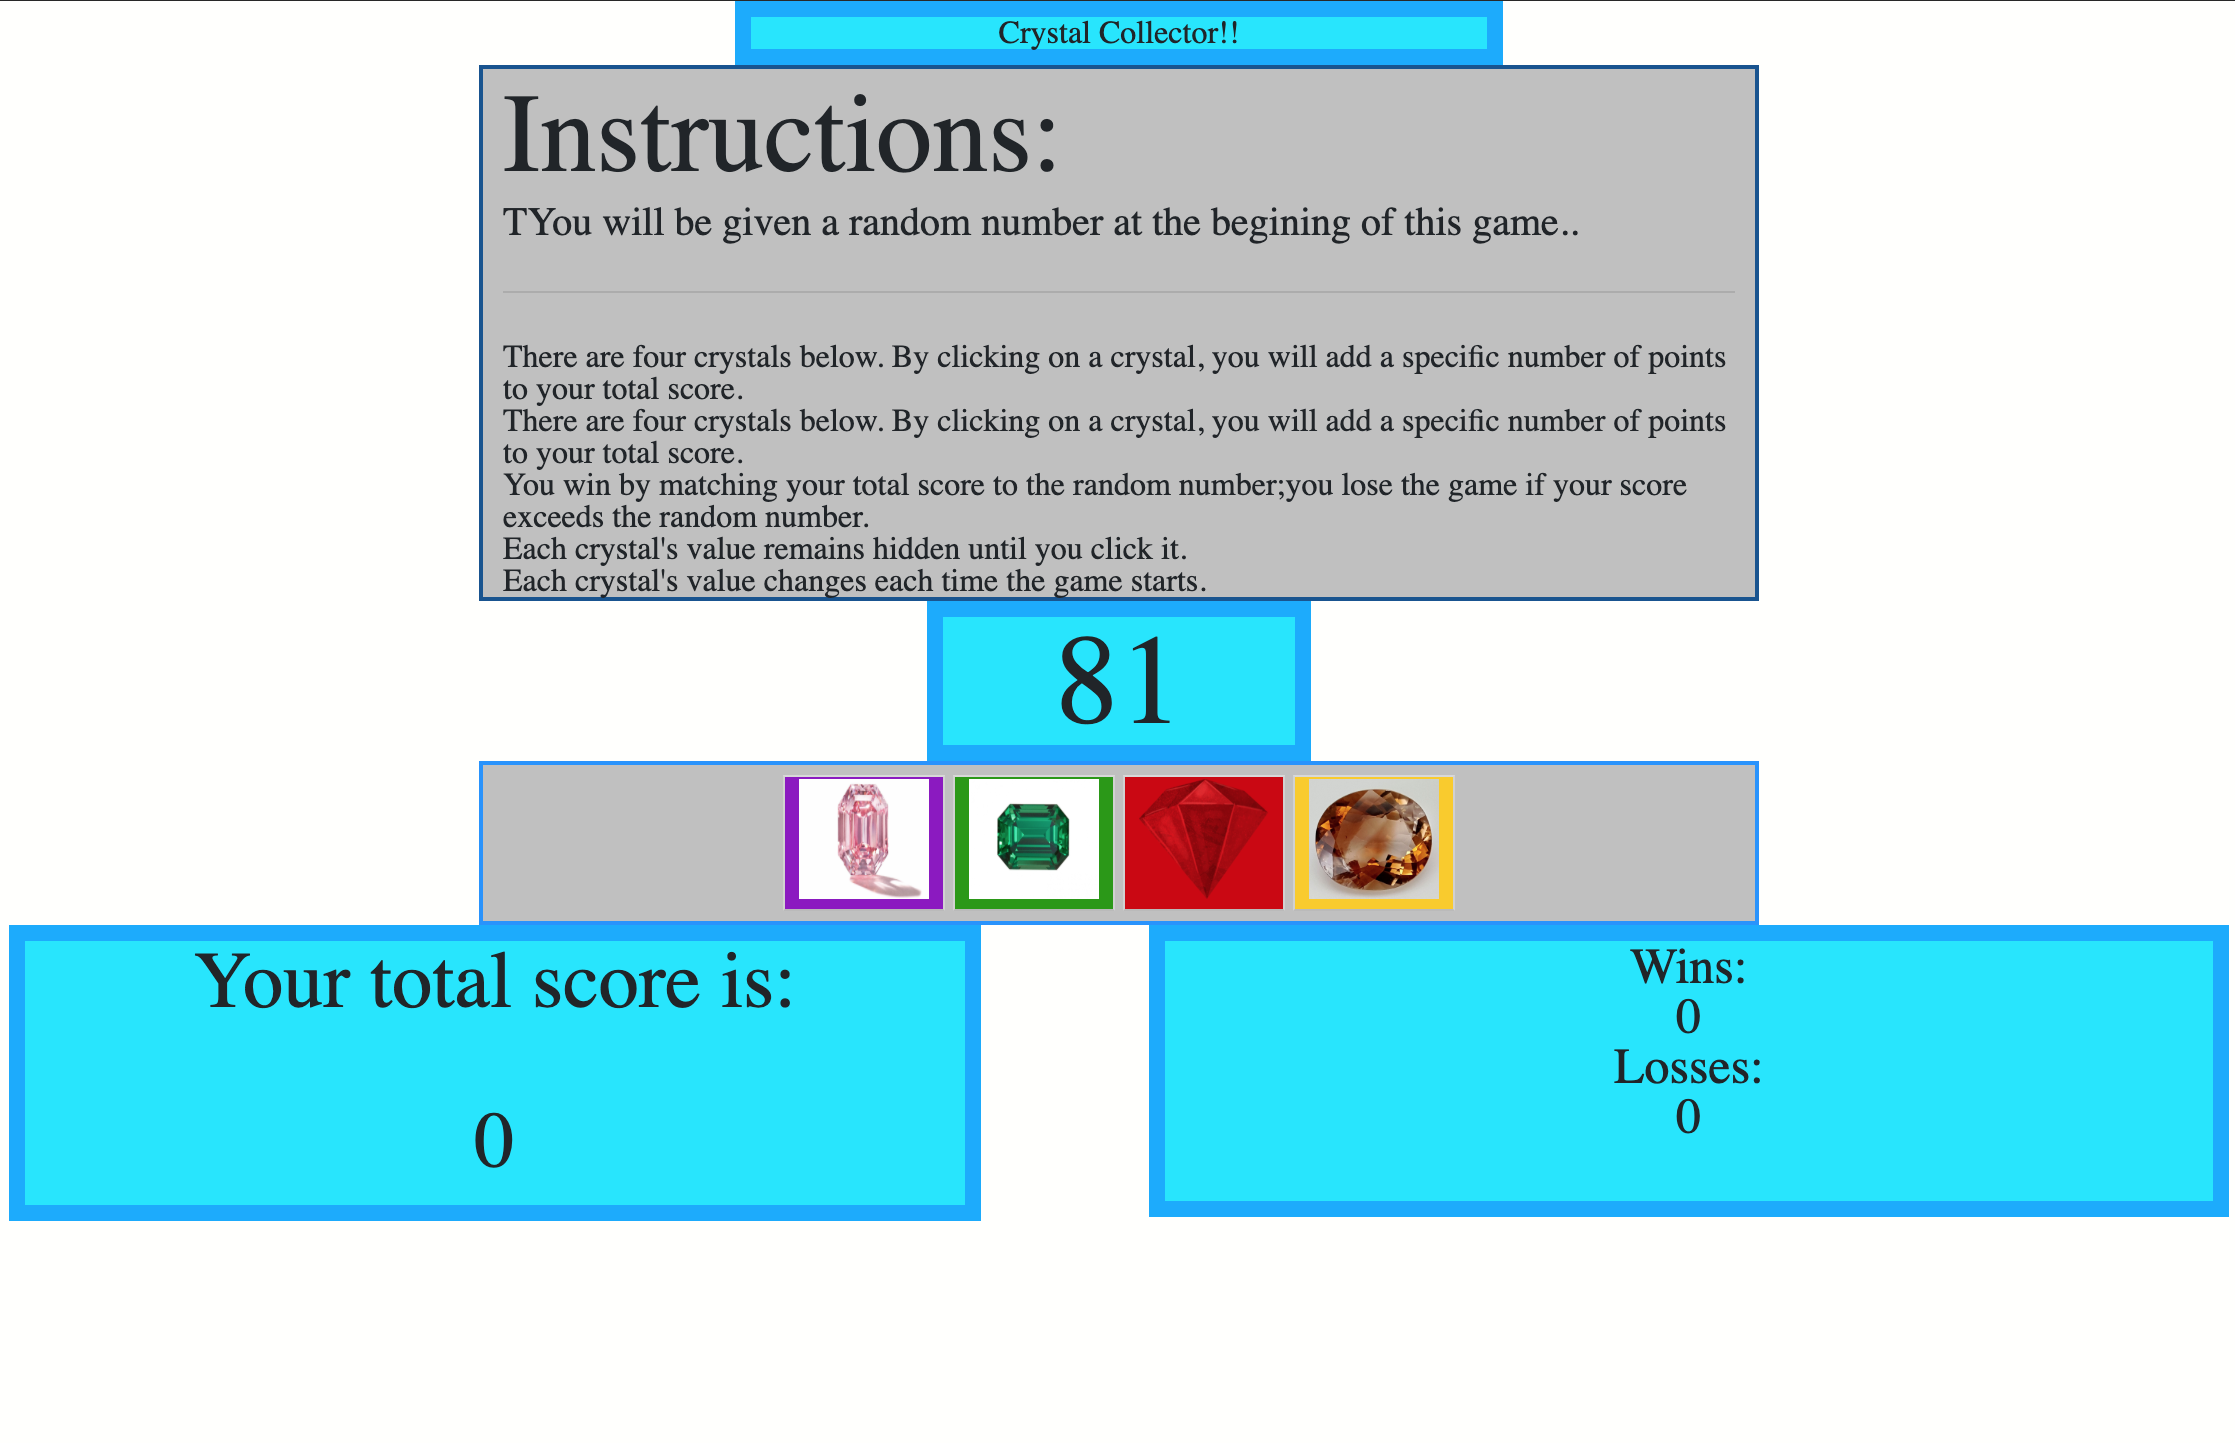 Crystal Collector!!
Instructions:
TYou will be given a random number at the begining of this game..
There are four crystals below. By clicking on a crystal, you will add a specific number of points
to your total score.
There are four crystals below. By clicking on a crystal, you will add a specific number of points
to your total score.
You win by matching your total score to the random number;you lose the game if your score
exceeds the random number.
Each crystal's value remains hidden until you click it.
Each crystal's value changes each time the game starts.
81
Your total score is:
0
Wins:
0
Losses:
0